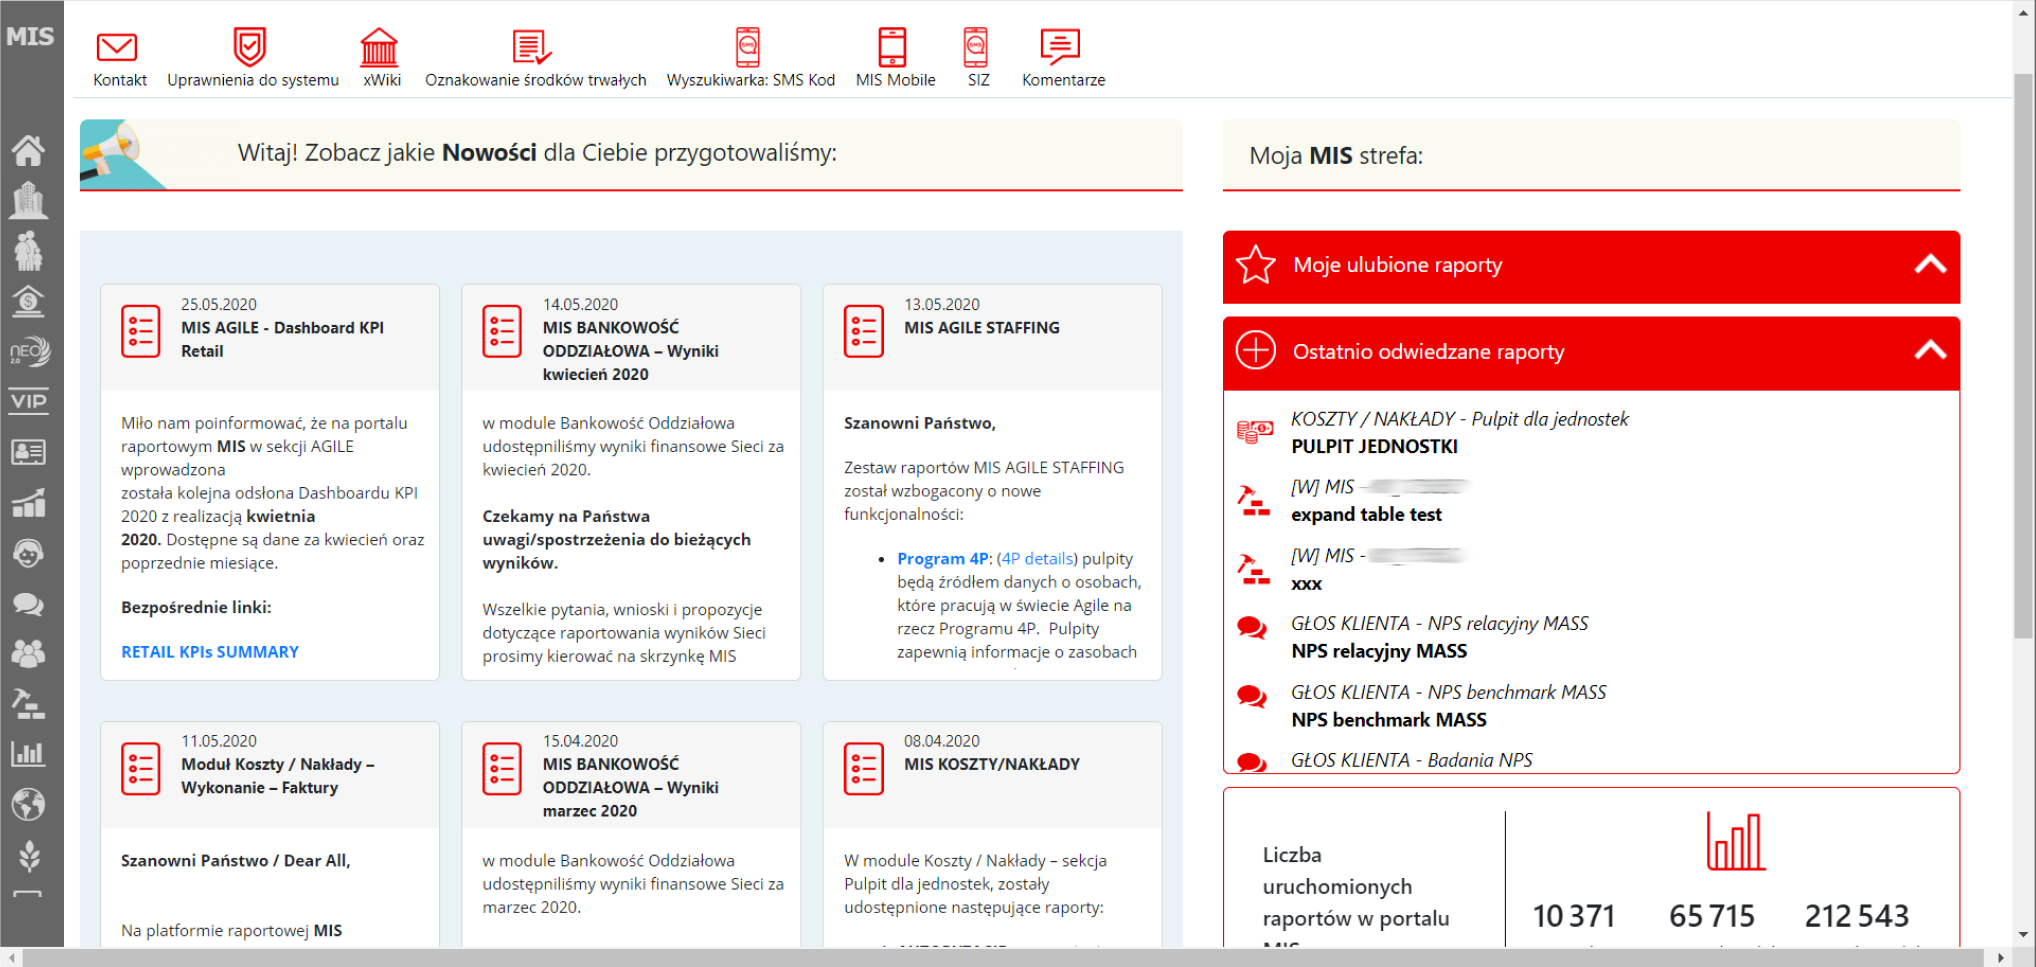 MIS
Kontakt
Uprawnienia do systemu
xWiki
Oznakowanie środków trwałych
Wyszukiwarka: SMS Kod
MIS Mobile
SIZ
Komentarze
NEO
2.0
VIP
Witaj! Zobacz jakie Nowości dla Ciebie przygotowaliśmy:
25.05.2020
MIS AGILE - Dashboard KPI
Retail
Miło nam poinformować, że na portalu
raportowym MIS w sekcji AGILE
wprowadzona
została kolejna odsłona Dashboardu KPI
2020 z realizacją kwietnia
2020. Dostępne są dane za kwiecień oraz
poprzednie miesiące.
Bezpośrednie linki:
RETAIL KPIs SUMMARY
14.05.2020
MIS BANKOWOŚĆ
ODDZIAŁOWA – Wyniki
kwiecień 2020
w module Bankowość Oddziałowa
udostępniliśmy wyniki finansowe Sieci za
kwiecień 2020.
Czekamy na Państwa
uwagi/spostrzeżenia do bieżących
wyników.
Wszelkie pytania, wnioski i propozycje
dotyczące raportowania wyników Sieci
prosimy kierować na skrzynkę MIS
13.05.2020
MIS AGILE STAFFING
Szanowni Państwo,
Zestaw raportów MIS AGILE STAFFING
został wzbogacony o nowe
funkcjonalności:
• Program 4P: (4P details) pulpity
będą źródłem danych o osobach,
które pracują w świecie Agile na
rzecz Programu 4P. Pulpity
zapewnią informacje o zasobach
11.05.2020
Moduł Koszty / Nakłady –
Wykonanie – Faktury
Szanowni Państwo / Dear All,
Na platformie raportowej MIS
15.04.2020
MIS BANKOWOŚĆ
ODDZIAŁOWA – Wyniki
marzec 2020
w module Bankowość Oddziałowa
udostępniliśmy wyniki finansowe Sieci za
marzec 2020.
08.04.2020
MIS KOSZTY/NAKŁADY
W module Koszty / Nakłady – sekcja
Pulpit dla jednostek, zostały
udostępnione następujące raporty:
Moja MIS strefa:
Moje ulubione raporty
Ostatnio odwiedzane raporty
KOSZTY / NAKŁADY - Pulpit dla jednostek
PULPIT JEDNOSTKI
[W] MIS -
expand table test
[W] MIS -
xxx
GŁOS KLIENTA - NPS relacyjny MASS
NPS relacyjny MASS
GŁOS KLIENTA - NPS benchmark MASS
NPS benchmark MASS
GŁOS KLIENTA - Badania NPS
Liczba
uruchomionych
raportów w portalu
MIS
10 371
65 715
212 543